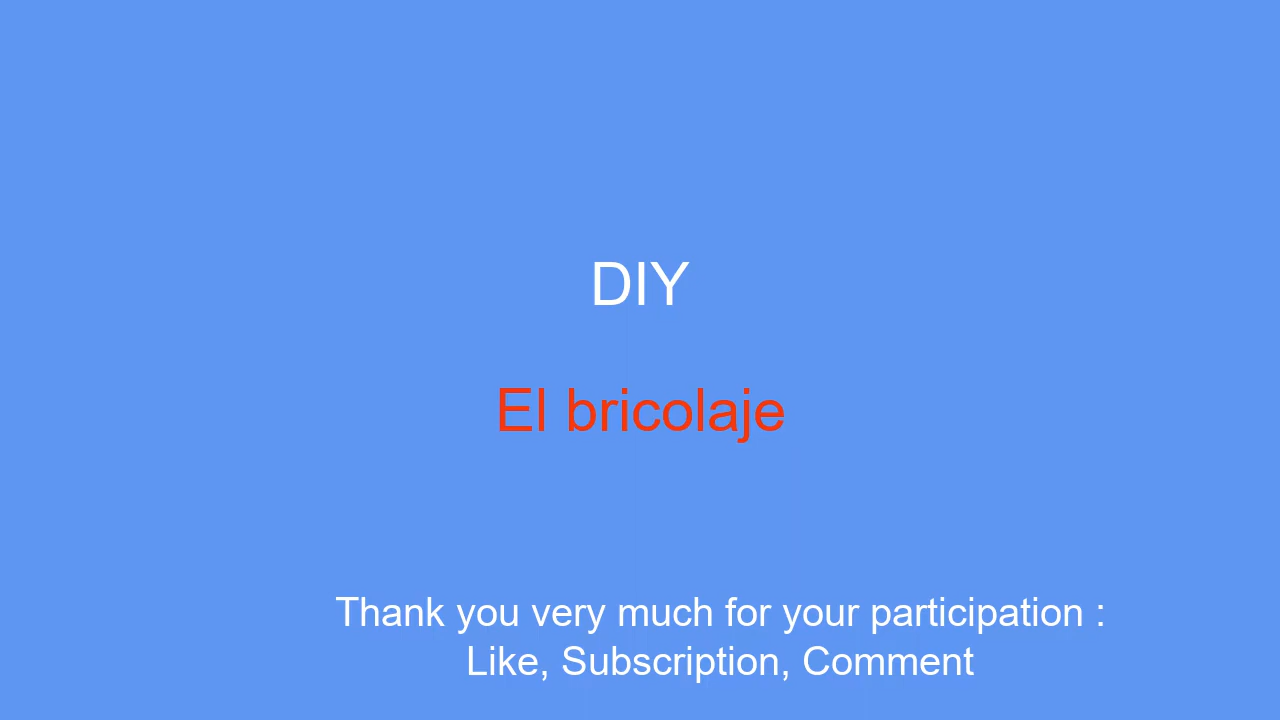 DIY
El bricolaje
Thank you very much for your participation :
Like, Subscription, Comment